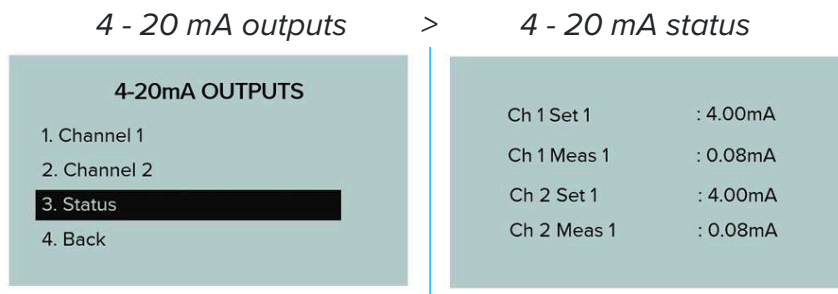 4 - 20 mA outputs > 4 - 20 mA status
4-20mA OUTPUTS
1. Channel 1
2. Channel 2
3. Status
4. Back
Ch 1 Set 1 : 4.00mA
Ch 1 Meas 1 : 0.08mA
Ch 2 Set 1 : 4.00mA
Ch 2 Meas 1 : 0.08mA